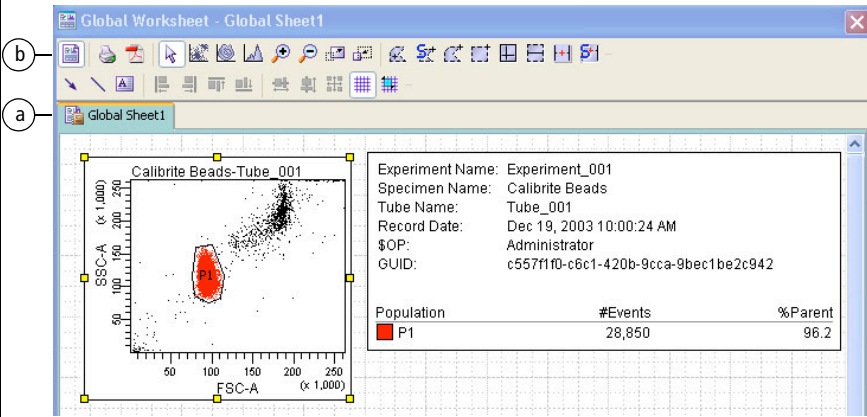 Global Worksheet - Global Sheet1
b
a
Global Sheet1
Calibrite Beads-Tube_001
SSC-A
(x 1,000)
250
200
150
100
50
P1
50 100 150 200 250
FSC-A
(x 1,000)
Experiment Name: Experiment_001
Specimen Name: Calibrite Beads
Tube Name: Tube_001
Record Date: Dec 19, 2003 10:00:24 AM
$OP: Administrator
GUID: c557f1f0-c6c1-420b-9cca-9bec1be2c942
Population #Events %Parent
P1 28,850 96.2